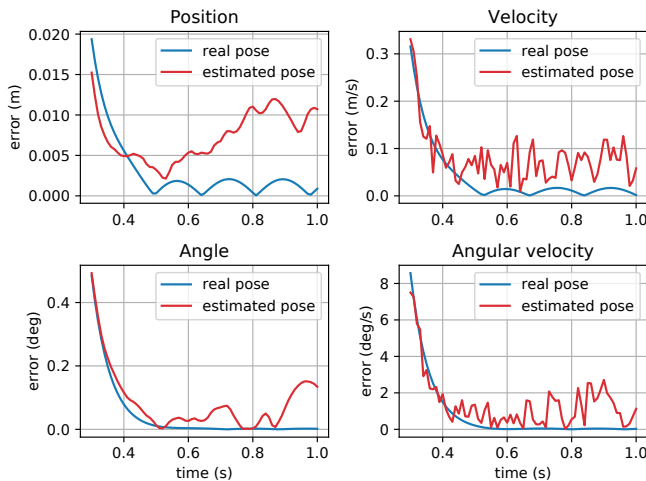 Position
0.020
0.015
0.010
0.005
0.000
error (m)
0.4
0.6
0.8
1.0
real pose
estimated pose
Velocity
0.3
0.2
0.1
0.0
error (m/s)
0.4
0.6
0.8
1.0
real pose
estimated pose
Angle
0.4
0.2
0.0
error (deg)
0.4
0.6
0.8
1.0
time (s)
real pose
estimated pose
Angular velocity
8
6
4
2
0
error (deg/s)
0.4
0.6
0.8
1.0
time (s)
real pose
estimated pose